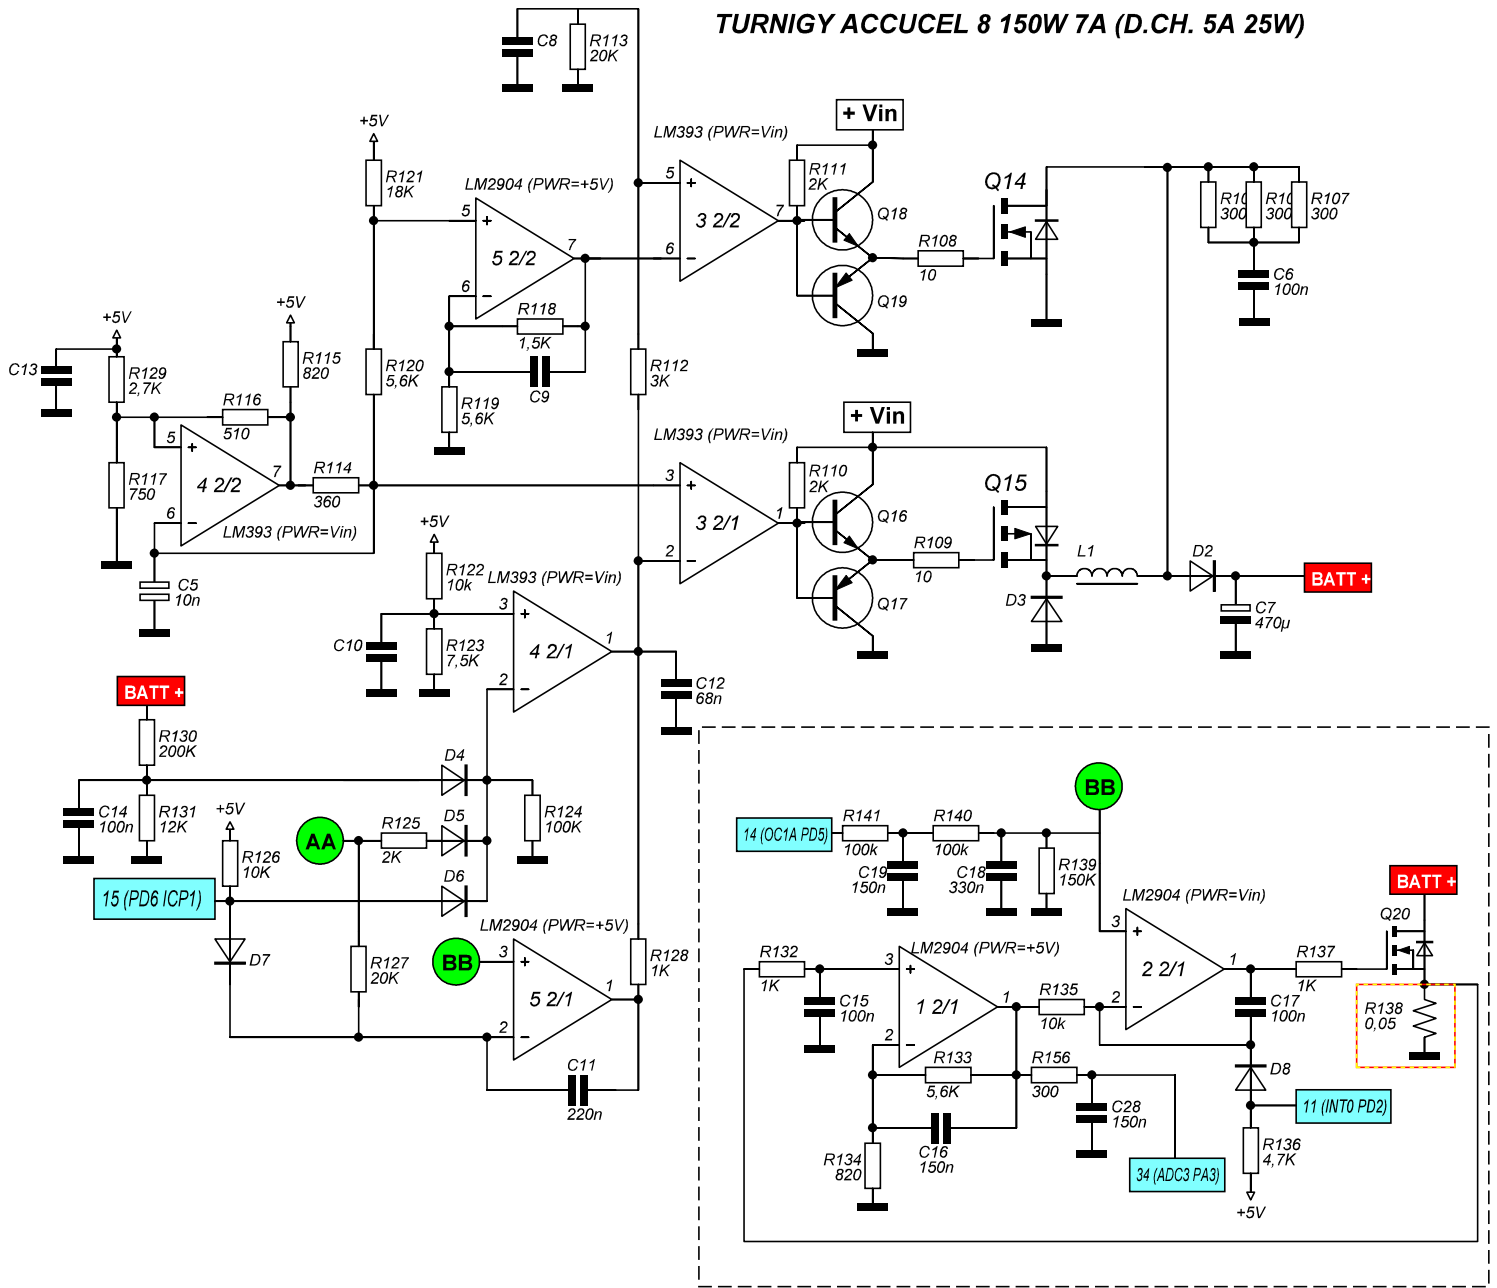 TURNIGY ACCUCEL 8 150W 7A (D.CH. 5A 25W)
C8
R113
20K
+5V
R121
18K
LM2904 (PWR=+5V)
5
+
5 2/2
7
6
−
R118
1,5K
C9
R119
5,6K
R120
5,6K
LM393 (PWR=Vin)
5
+
3 2/2
7
6
−
+ Vin
R111
2K
Q18
Q19
R108
10
Q14
R10
300
R10
300
R107
300
C6
100n
R112
3K
+5V
C13
R129
2,7K
R117
750
+5V
R115
820
R116
510
5
+
4 2/2
7
6
−
LM393 (PWR=Vin)
R114
360
C5
10n
LM393 (PWR=Vin)
3
+
3 2/1
1
2
−
+ Vin
R110
2K
Q16
Q17
R109
10
Q15
D3
L1
D2
BATT +
C7
470µ
+5V
R122
10k
LM393 (PWR=Vin)
C10
R123
7,5K
3
+
4 2/1
1
2
−
C12
68n
BATT +
R130
200K
C14
100n
R131
12K
D4
R124
100K
+5V
R126
10K
AA
R125
2K
D5
D6
15 (PD6 ICP1)
D7
R127
20K
LM2904 (PWR=+5V)
BB
3
+
5 2/1
1
2
−
R128
1K
C11
220n
BB
14 (OC1A PD5)
R141
100k
R140
100k
C19
150n
C18
330n
R139
150K
LM2904 (PWR=Vin)
3
+
2 2/1
1
2
−
R137
1K
BATT +
Q20
R138
0,05
C17
100n
D8
11 (INT0 PD2)
R136
4,7K
+5V
R132
1K
C15
100n
LM2904 (PWR=+5V)
3
+
1 2/1
1
2
−
R135
10k
R133
5,6K
R156
300
C28
150n
C16
150n
R134
820
34 (ADC3 PA3)